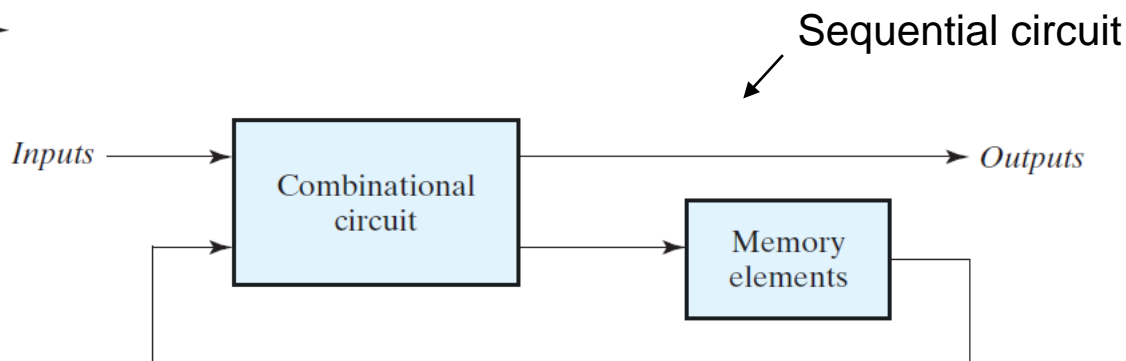 Sequential circuit
Inputs
Outputs
Combinational
circuit
Memory
elements